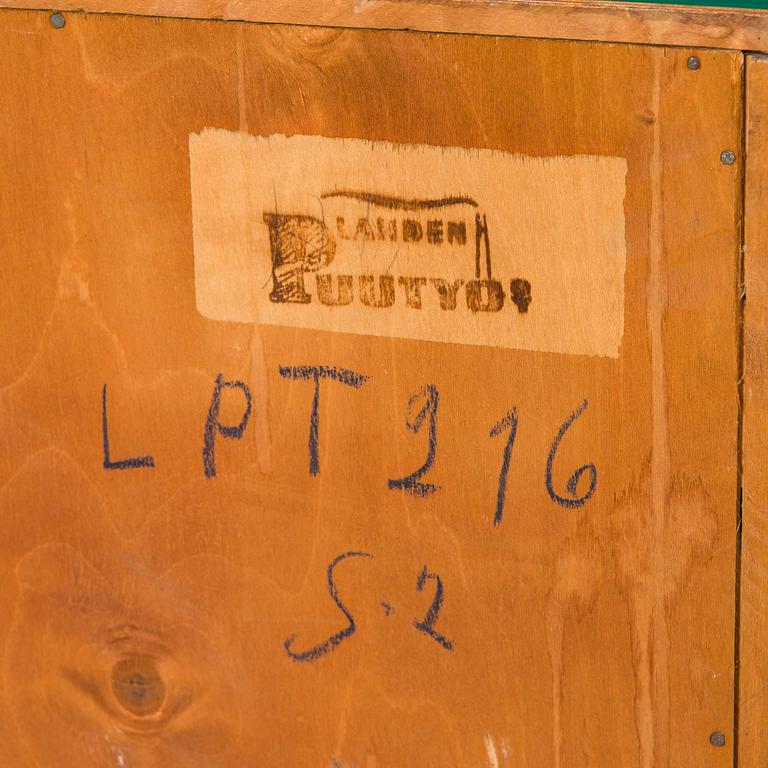 LAHDEN
PUUTYÖ
LPT 216
S.2